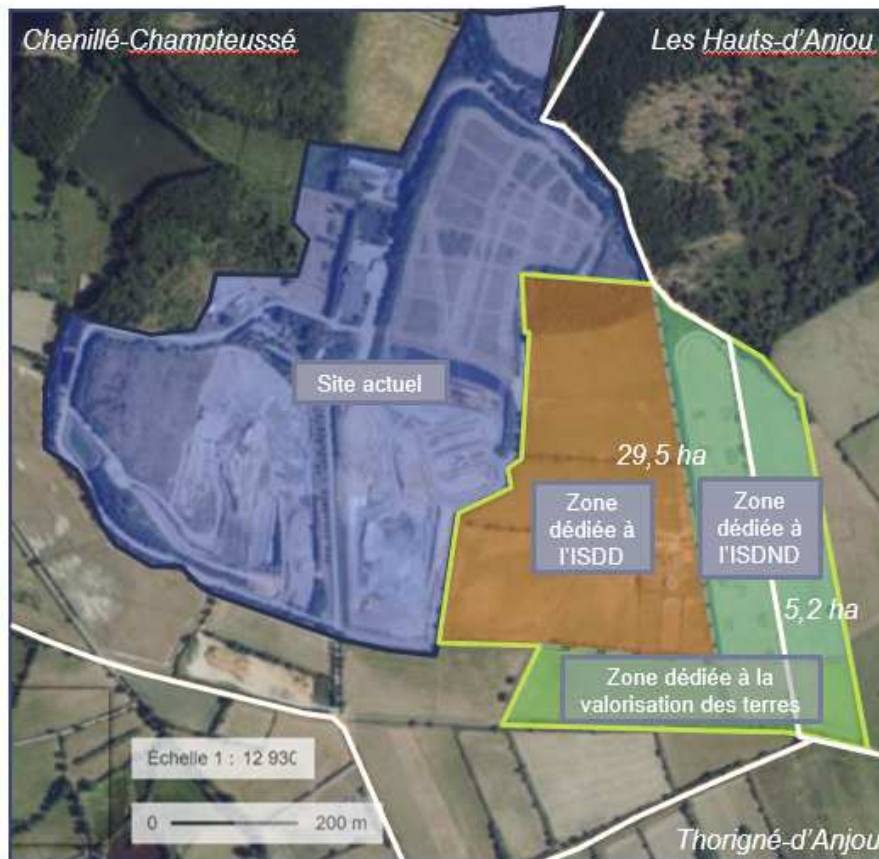 Chenillé-Champteussé
Les Hauts-d'Anjou
Site actuel
29,5 ha
Zone
dédiée à
l'ISDD
Zone
dédiée à
l'ISDND
5,2 ha
Zone dédiée à la
valorisation des terres
Échelle 1 : 12 930
0 200 m
Thorigné-d'Anjou